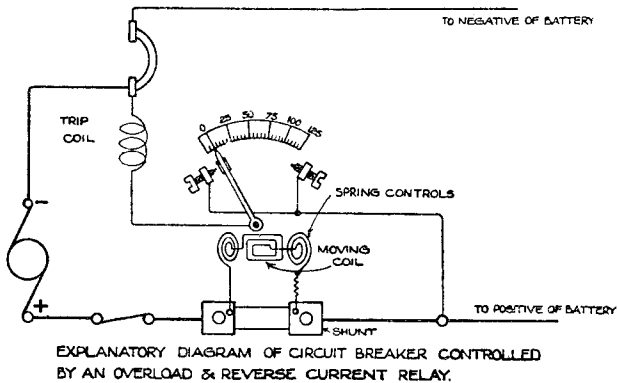 TO NEGATIVE OF BATTERY
TRIP
COIL
0 25 50 75 100 125
SPRING CONTROLS
MOVING
COIL
-
+
TO POSITIVE OF BATTERY
SHUNT
EXPLANATORY DIAGRAM OF CIRCUIT BREAKER CONTROLLED
BY AN OVERLOAD & REVERSE CURRENT RELAY.